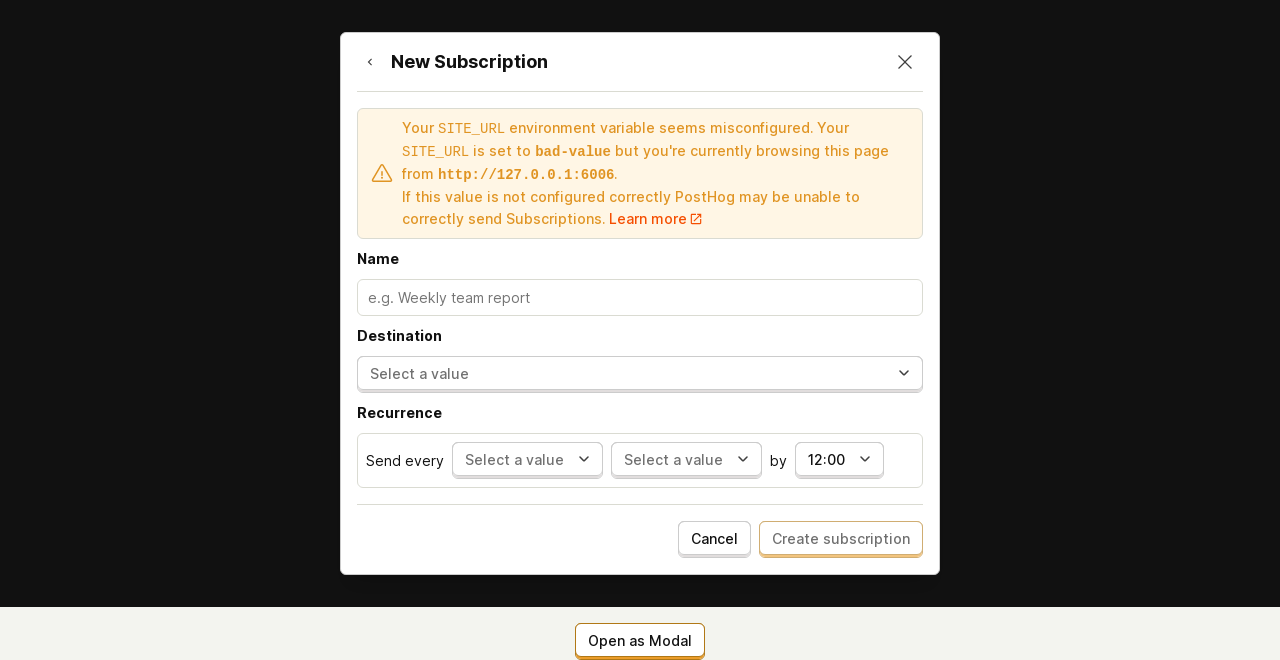 New Subscription
Your SITE_URL environment variable seems misconfigured. Your
SITE_URL is set to bad-value but you're currently browsing this page
from http://127.0.0.1:6006.
If this value is not configured correctly PostHog may be unable to
correctly send Subscriptions. Learn more
Name
e.g. Weekly team report
Destination
Select a value
Recurrence
Send every Select a value Select a value by 12:00
Cancel Create subscription
Open as Modal